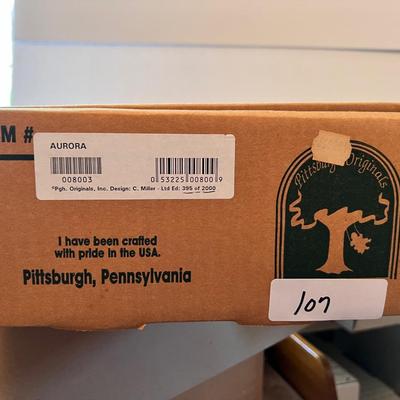 M #
AURORA
008003
0 53225 00800 9
©Pgh. Originals, Inc. Design: C. Miller - Ltd Ed: 395 of 2000
Pittsburgh Originals
I have been crafted
with pride in the USA.
Pittsburgh, Pennsylvania
107